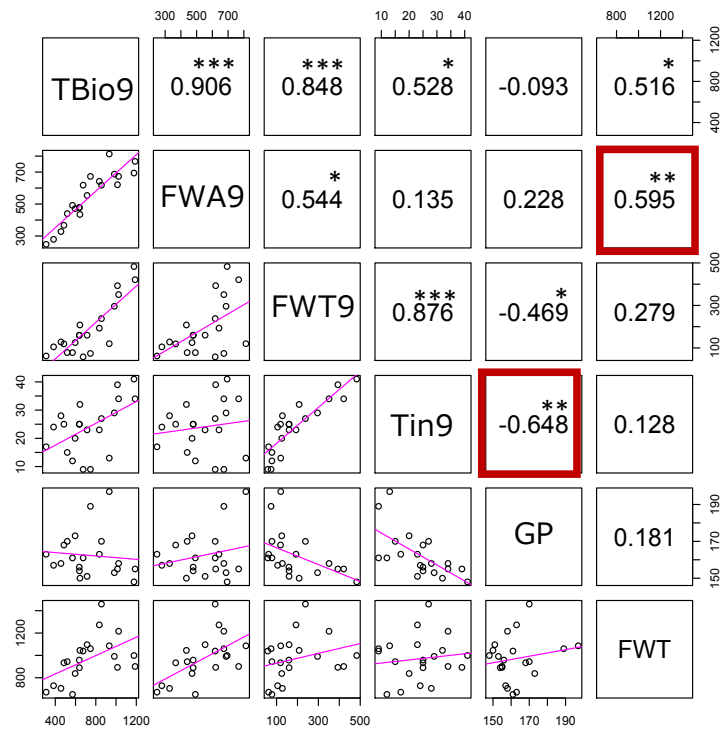 300 500 700 10 20 30 40 800 1200
TBio9 *** 0.906 *** 0.848 * 0.528 -0.093 * 0.516 400 800 1200
300 500 700 FWA9 * 0.544 0.135 0.228 ** 0.595
FWT9 *** 0.876 * -0.469 0.279 100 300 500
10 20 30 40 Tin9 ** -0.648 0.128
GP 0.181 150 170 190
800 1200 FWT
400 800 1200 100 300 500 150 170 190